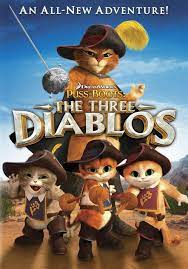 AN ALL-NEW ADVENTURE!
DREAMWORKS
PUSS IN BOOTS
THE THREE
DIABLOS